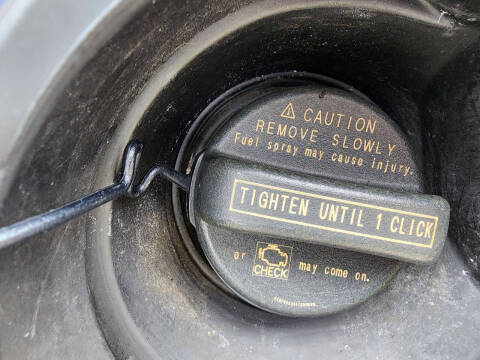 ⚠ CAUTION
REMOVE SLOWLY
Fuel spray may cause injury.
TIGHTEN UNTIL 1 CLICK
or CHECK may come on.